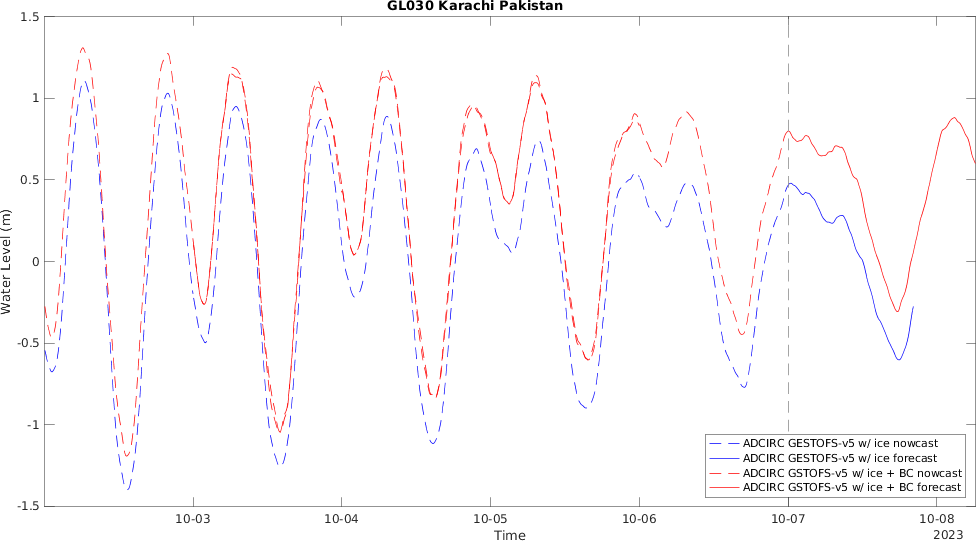 GL030 Karachi Pakistan
1.5
1
0.5
0
-0.5
-1
-1.5
Water Level (m)
10-03
10-04
10-05
10-06
10-07
10-08
Time
2023
ADCIRC GESTOFS-v5 w/ ice nowcast
ADCIRC GESTOFS-v5 w/ ice forecast
ADCIRC GSTOFS-v5 w/ ice + BC nowcast
ADCIRC GSTOFS-v5 w/ ice + BC forecast